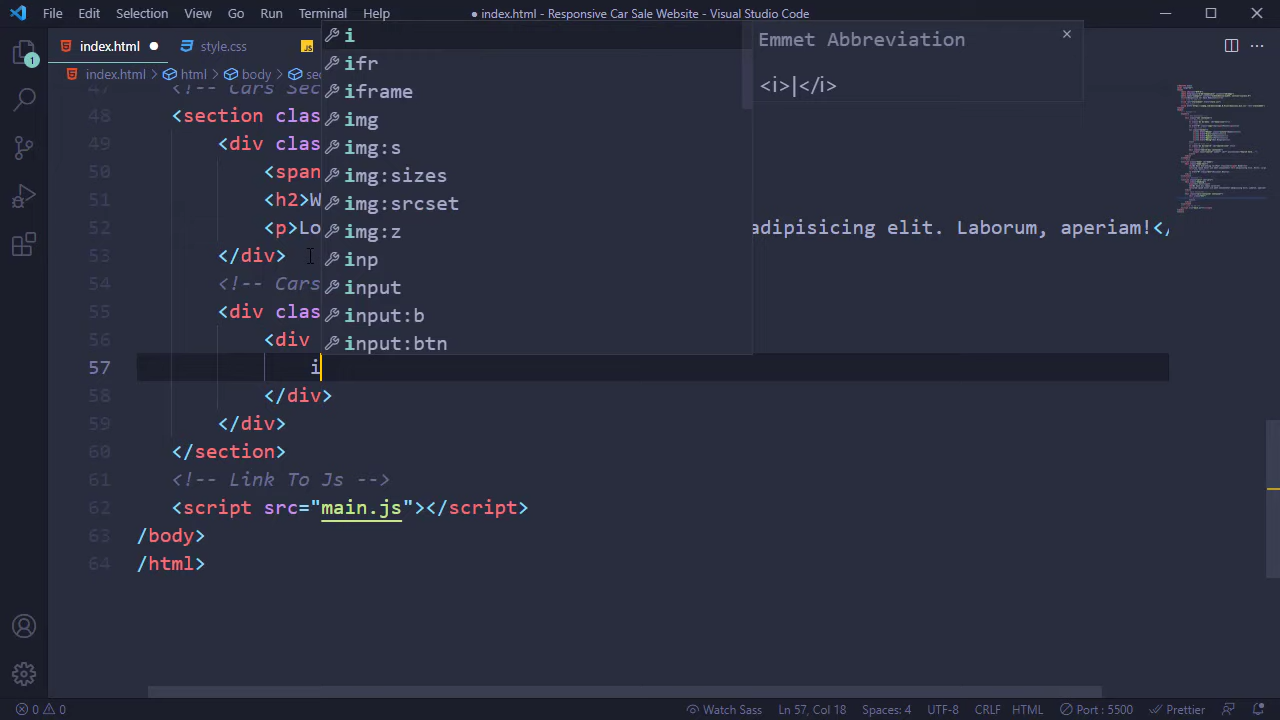 File Edit Selection View Go Run Terminal Help ● index.html - Responsive Car Sale Website - Visual Studio Code
index.html ● style.css JS
index.html > html > body >
47 <!-- Cars Sec
48 <section clas
49 <div clas
50 <span
51 <h2>W
52 <p>Lo adipisicing elit. Laborum, aperiam!</
53 </div>
54 <!-- Cars
55 <div clas
56 <div
57 i
58 </div>
59 </div>
60 </section>
61 <!-- Link To Js -->
62 <script src="main.js"></script>
63 /body>
64 /html>
i
ifr
iframe
img
img:s
img:sizes
img:srcset
img:z
inp
input
input:b
input:btn
Emmet Abbreviation ×
<i>|</i>
1
0 0 Watch Sass Ln 57, Col 18 Spaces: 4 UTF-8 CRLF HTML Port : 5500 Prettier